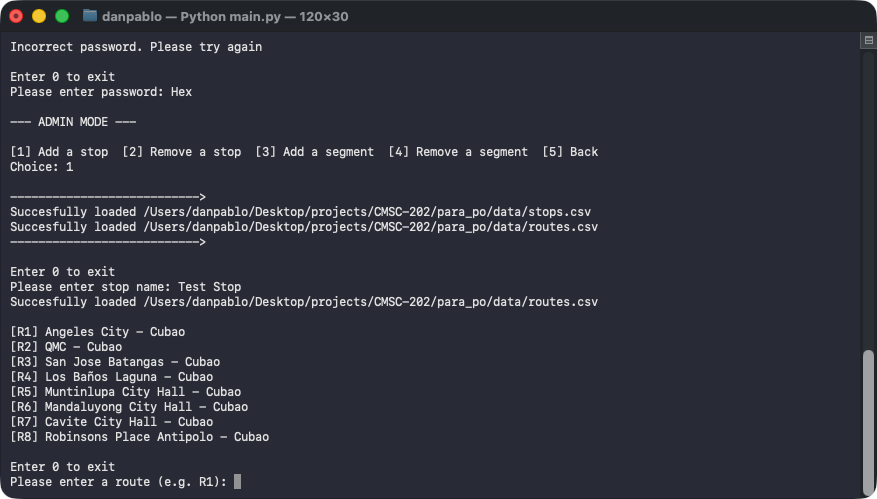 danpablo — Python main.py — 120×30
Incorrect password. Please try again
Enter 0 to exit
Please enter password: Hex
--- ADMIN MODE ---
[1] Add a stop  [2] Remove a stop  [3] Add a segment  [4] Remove a segment  [5] Back
Choice: 1
--------------------------->
Succesfully loaded /Users/danpablo/Desktop/projects/CMSC-202/para_po/data/stops.csv
Succesfully loaded /Users/danpablo/Desktop/projects/CMSC-202/para_po/data/routes.csv
--------------------------->
Enter 0 to exit
Please enter stop name: Test Stop
Succesfully loaded /Users/danpablo/Desktop/projects/CMSC-202/para_po/data/routes.csv
[R1] Angeles City - Cubao
[R2] QMC - Cubao
[R3] San Jose Batangas - Cubao
[R4] Los Baños Laguna - Cubao
[R5] Muntinlupa City Hall - Cubao
[R6] Mandaluyong City Hall - Cubao
[R7] Cavite City Hall - Cubao
[R8] Robinsons Place Antipolo - Cubao
Enter 0 to exit
Please enter a route (e.g. R1):